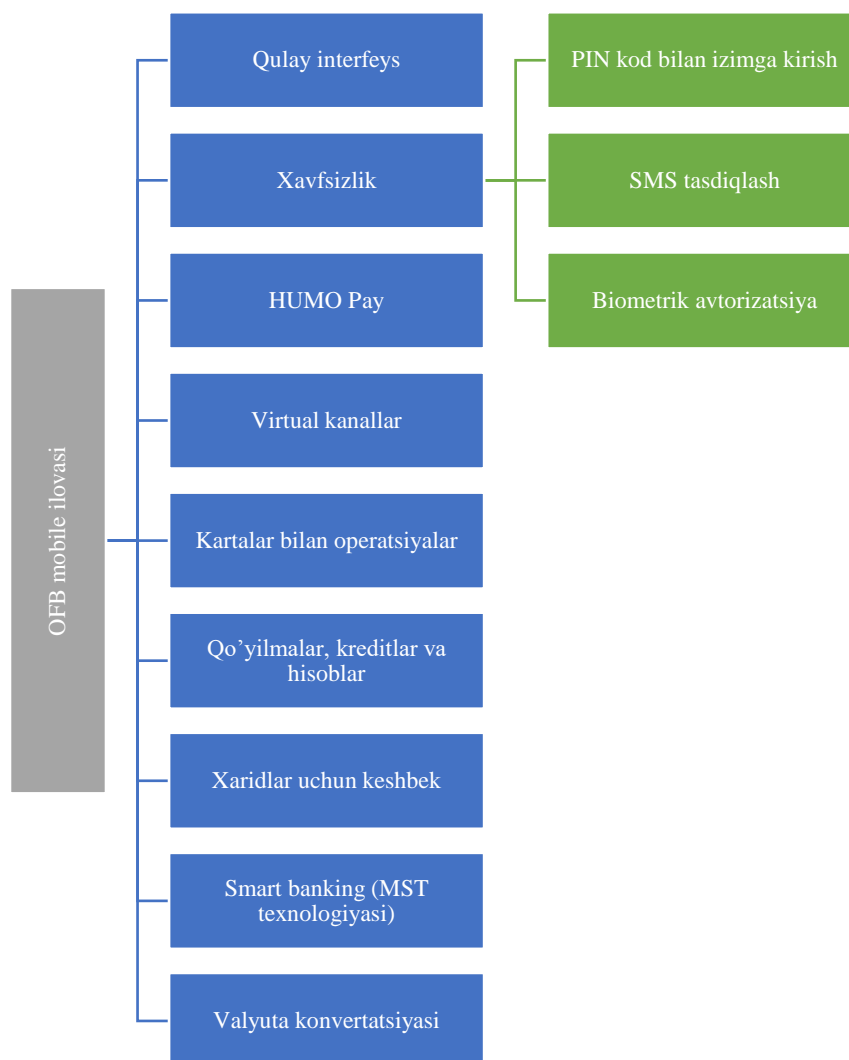 OFB mobile ilovasi
Qulay interfeys
Xavfsizlik
PIN kod bilan izimga kirish
SMS tasdiqlash
Biometrik avtorizatsiya
HUMO Pay
Virtual kanallar
Kartalar bilan operatsiyalar
Qo’yilmalar, kreditlar va
hisoblar
Xaridlar uchun keshbek
Smart banking (MST
texnologiyasi)
Valyuta konvertatsiyasi